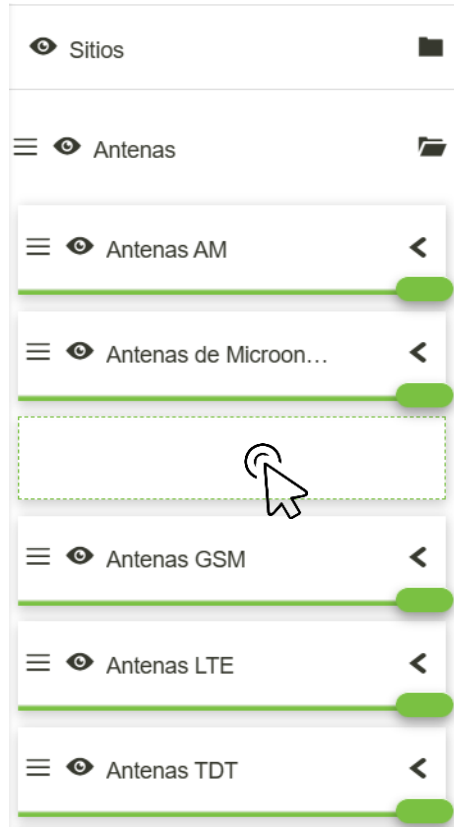 Sitios
Antenas
Antenas AM
Antenas de Microon...
Antenas GSM
Antenas LTE
Antenas TDT